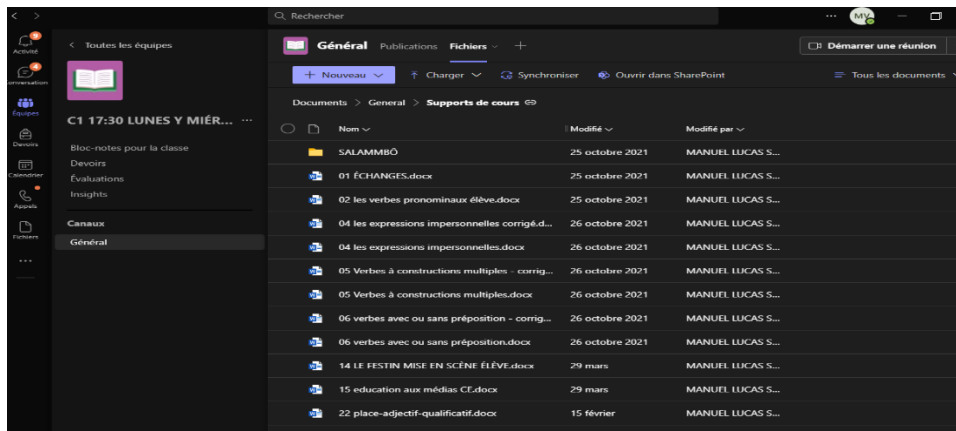 Rechercher
MV
Activité
9
Conversation
4
Équipes
Devoirs
Calendrier
Appels
Fichiers
Toutes les équipes
C1 17:30 LUNES Y MIÉR...
Bloc-notes pour la classe
Devoirs
Évaluations
Insights
Canaux
Général
Général Publications Fichiers
Démarrer une réunion
Nouveau Charger Synchroniser Ouvrir dans SharePoint Tous les documents
Documents > General > Supports de cours
Nom Modifié Modifié par
SALAMMBÔ 25 octobre 2021 MANUEL LUCAS S...
01 ÉCHANGES.docx 25 octobre 2021 MANUEL LUCAS S...
02 les verbes pronominaux élève.docx 25 octobre 2021 MANUEL LUCAS S...
04 les expressions impersonnelles corrigé.d... 26 octobre 2021 MANUEL LUCAS S...
04 les expressions impersonnelles.docx 26 octobre 2021 MANUEL LUCAS S...
05 Verbes à constructions multiples - corrig... 26 octobre 2021 MANUEL LUCAS S...
05 Verbes à constructions multiples.docx 26 octobre 2021 MANUEL LUCAS S...
06 verbes avec ou sans préposition - corrig... 26 octobre 2021 MANUEL LUCAS S...
06 verbes avec ou sans préposition.docx 26 octobre 2021 MANUEL LUCAS S...
14 LE FESTIN MISE EN SCÈNE ÉLÈVE.docx 29 mars MANUEL LUCAS S...
15 education aux médias CE.docx 29 mars MANUEL LUCAS S...
22 place-adjectif-qualificatif.docx 15 février MANUEL LUCAS S...